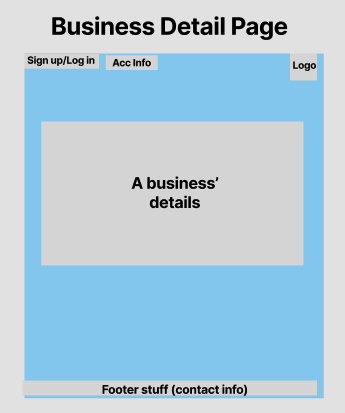 Business Detail Page
Sign up/Log in
Acc Info
Logo
A business’
details
Footer stuff (contact info)